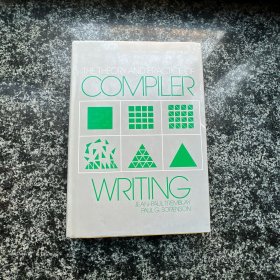 THE THEORY AND PRACTICE OF
COMPILER
WRITING
JEAN-PAUL TREMBLAY
PAUL G. SORENSON